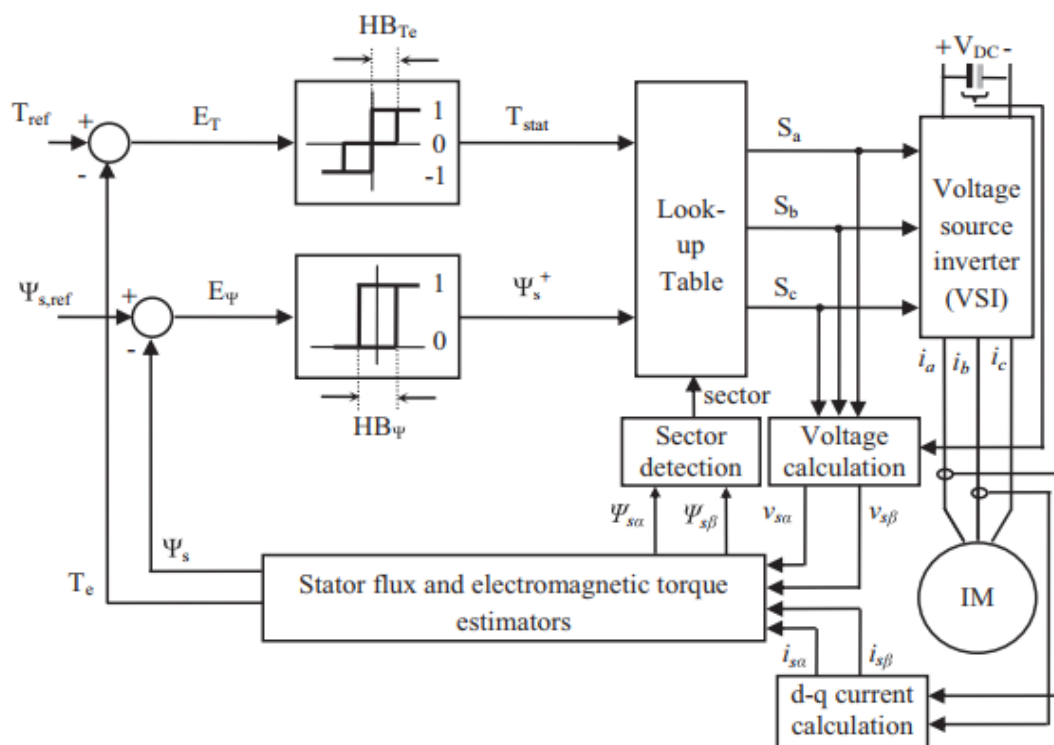 HB_Te
+ V_DC -
T_ref
+
-
E_T
1
0
-1
T_stat
Look-
up
Table
S_a
S_b
S_c
Voltage
source
inverter
(VSI)
Ψ_s,ref
+
-
E_Ψ
1
0
Ψ_s^+
HB_Ψ
sector
i_a
i_b
i_c
Sector
detection
Voltage
calculation
Ψ_sα
Ψ_sβ
v_sα
v_sβ
Ψ_s
T_e
Stator flux and electromagnetic torque
estimators
IM
i_sα
i_sβ
d-q current
calculation